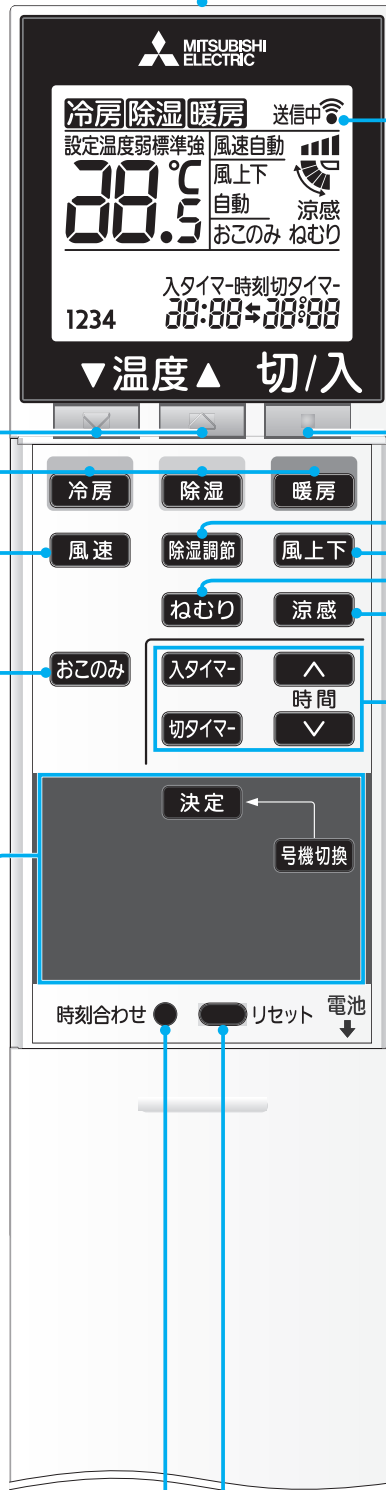 MITSUBISHI
ELECTRIC
冷房 除湿 暖房 送信中
設定温度弱標準強 風速自動
88.5℃ 風上下
自動 涼感
おこのみ ねむり
入タイマー時刻切タイマー
1234 88:88⇆88:88
▼温度▲ 切/入
冷房 除湿 暖房
風速 除湿調節 風上下
ねむり 涼感
おこのみ 入タイマー ∧
時間
切タイマー ∨
決定
号機切換
時刻合わせ リセット 電池